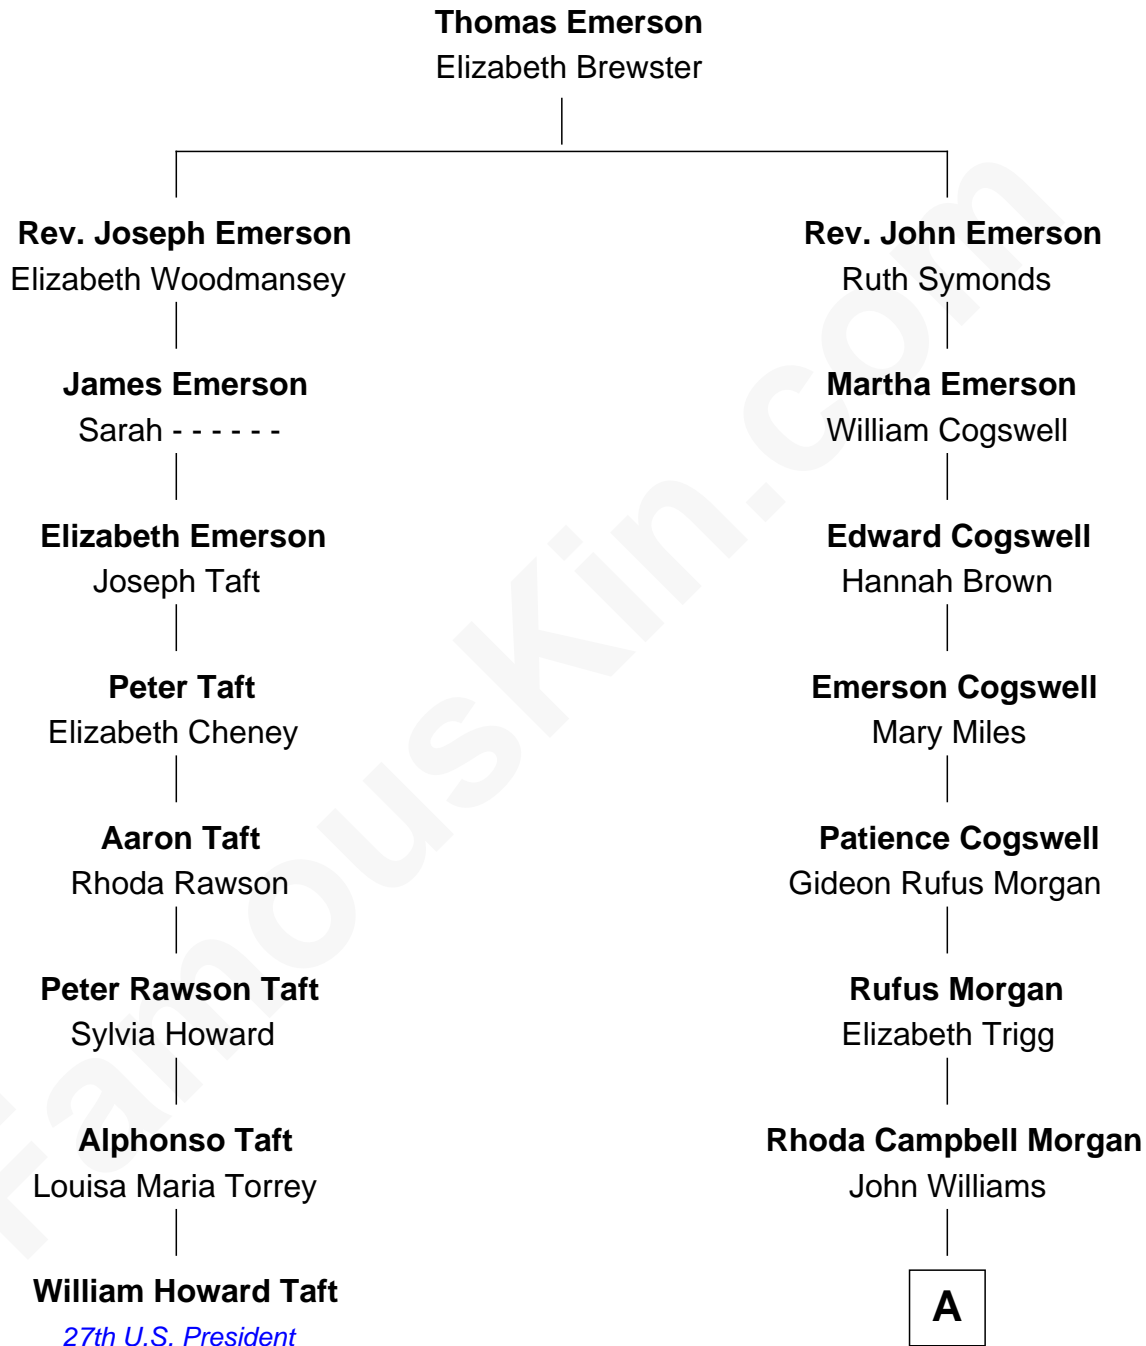 Thomas Emerson
Elizabeth Brewster
Rev. Joseph Emerson
Elizabeth Woodmansey
Rev. John Emerson
Ruth Symonds
James Emerson
Sarah - - - - - -
Martha Emerson
William Cogswell
Elizabeth Emerson
Joseph Taft
Edward Cogswell
Hannah Brown
Peter Taft
Elizabeth Cheney
Emerson Cogswell
Mary Miles
Aaron Taft
Rhoda Rawson
Patience Cogswell
Gideon Rufus Morgan
Peter Rawson Taft
Sylvia Howard
Rufus Morgan
Elizabeth Trigg
Alphonso Taft
Louisa Maria Torrey
Rhoda Campbell Morgan
John Williams
William Howard Taft
27th U.S. President
A
FamousKin.com